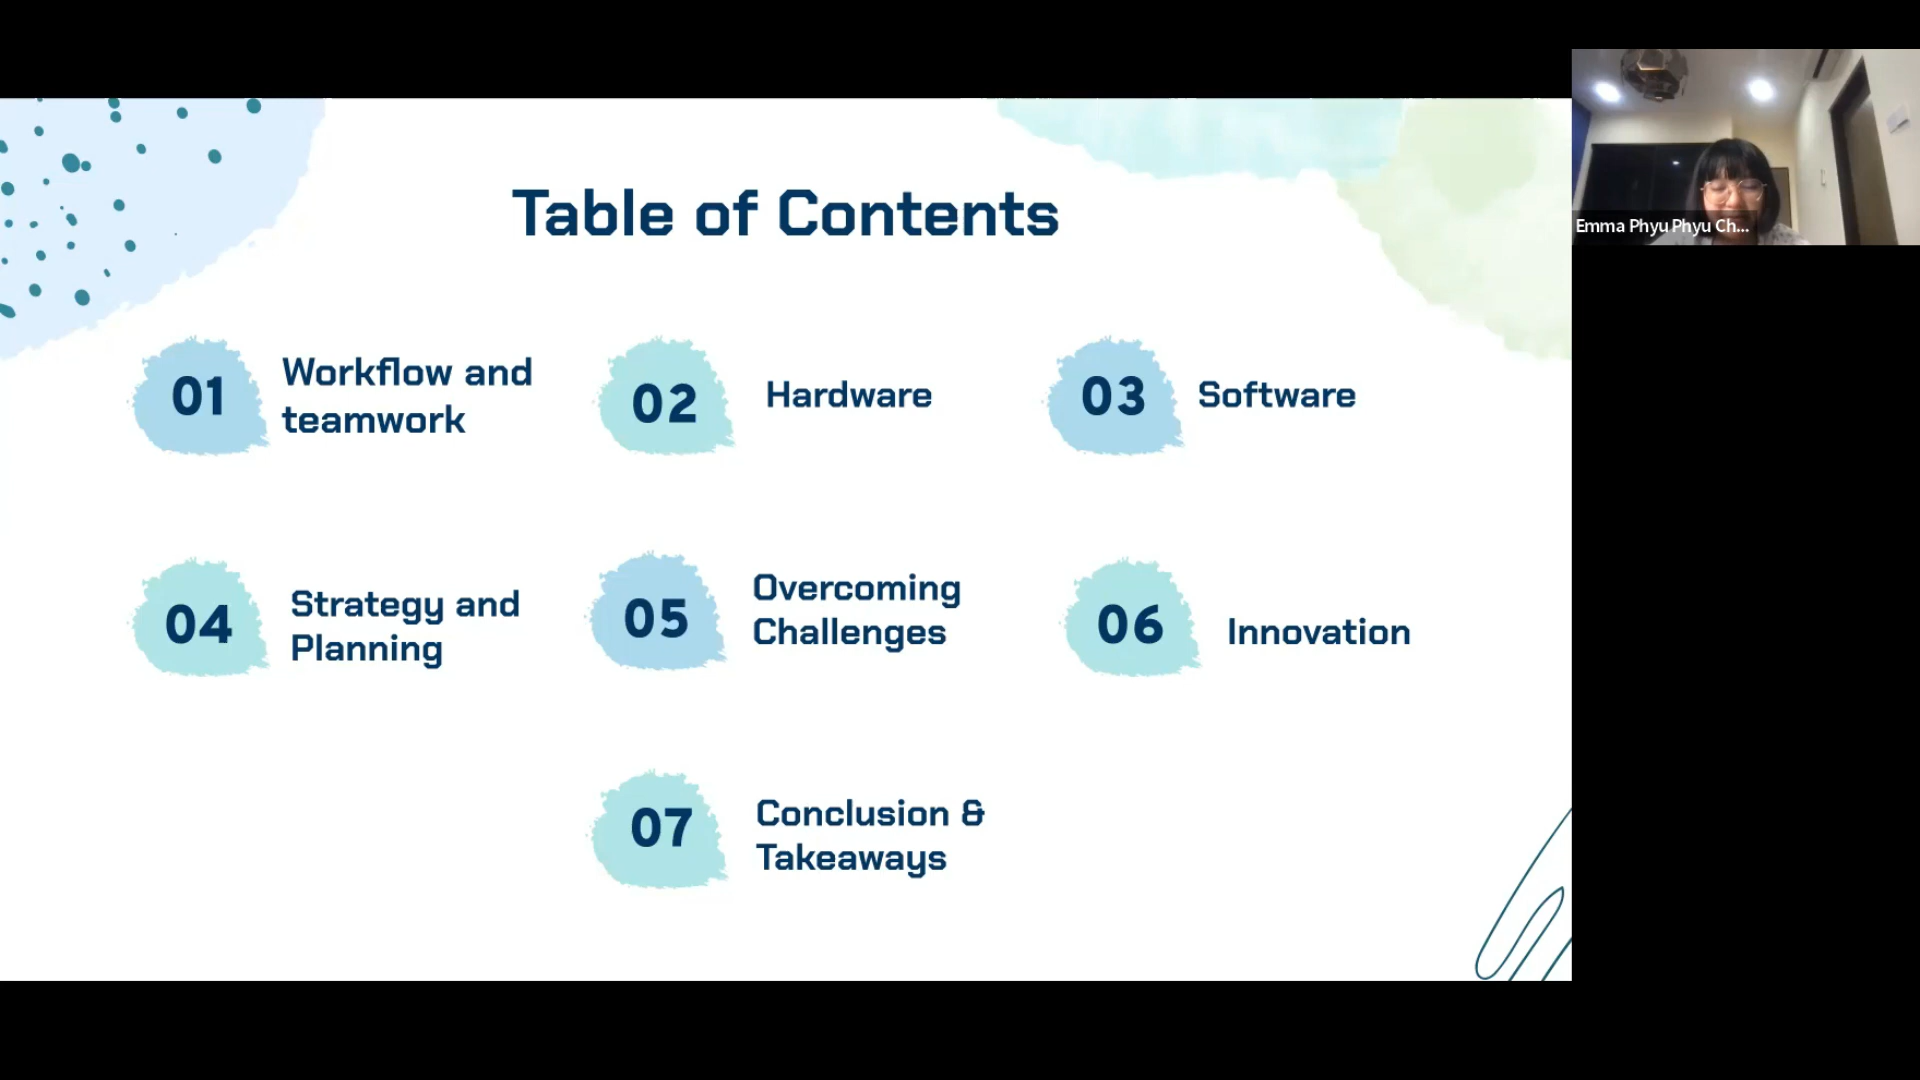 Table of Contents
01
Workflow and
teamwork
02
Hardware
03
Software
04
Strategy and
Planning
05
Overcoming
Challenges
06
Innovation
07
Conclusion &
Takeaways
Emma Phyu Phyu Ch...